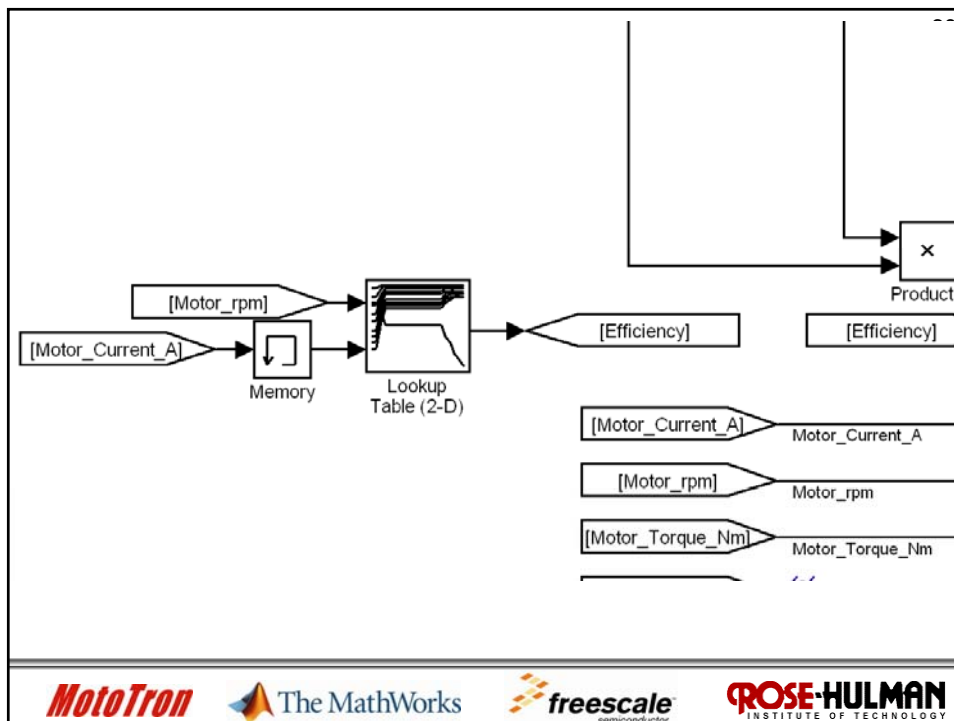 ×
Product
[Motor_rpm]
[Efficiency]
[Efficiency]
[Motor_Current_A]
Memory
Lookup
Table (2-D)
[Motor_Current_A]
Motor_Current_A
[Motor_rpm]
Motor_rpm
[Motor_Torque_Nm]
Motor_Torque_Nm
MotoTron
The MathWorks
freescale
semiconductor
ROSE-HULMAN
INSTITUTE OF TECHNOLOGY